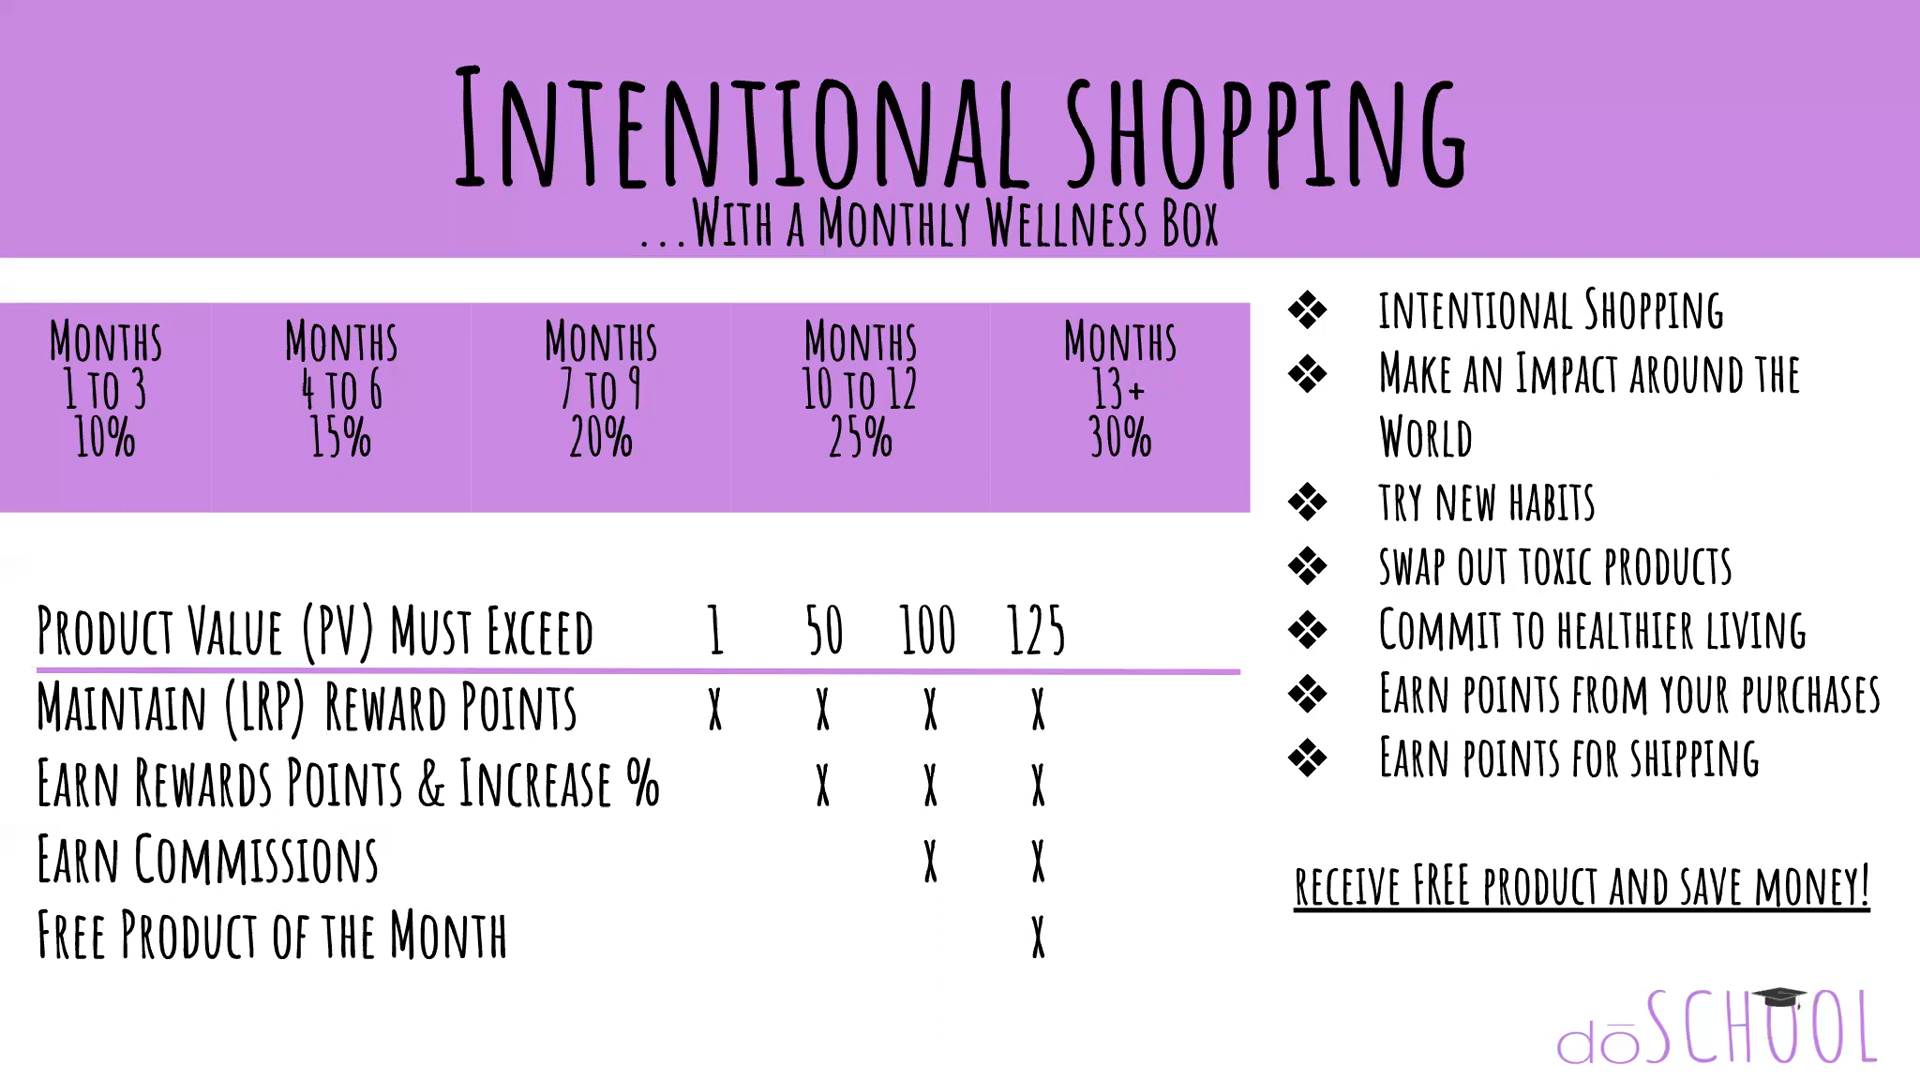 INTENTIONAL SHOPPING
...WITH A MONTHLY WELLNESS BOX
MONTHS
1 TO 3
10%
MONTHS
4 TO 6
15%
MONTHS
7 TO 9
20%
MONTHS
10 TO 12
25%
MONTHS
13+
30%
PRODUCT VALUE (PV) MUST EXCEED 1 50 100 125
MAINTAIN (LRP) REWARD POINTS X X X X
EARN REWARDS POINTS & INCREASE % X X X
EARN COMMISSIONS X X
FREE PRODUCT OF THE MONTH X
❖ INTENTIONAL SHOPPING
❖ MAKE AN IMPACT AROUND THE
WORLD
❖ TRY NEW HABITS
❖ SWAP OUT TOXIC PRODUCTS
❖ COMMIT TO HEALTHIER LIVING
❖ EARN POINTS FROM YOUR PURCHASES
❖ EARN POINTS FOR SHIPPING
RECEIVE FREE PRODUCT AND SAVE MONEY!
dōSCHOOL